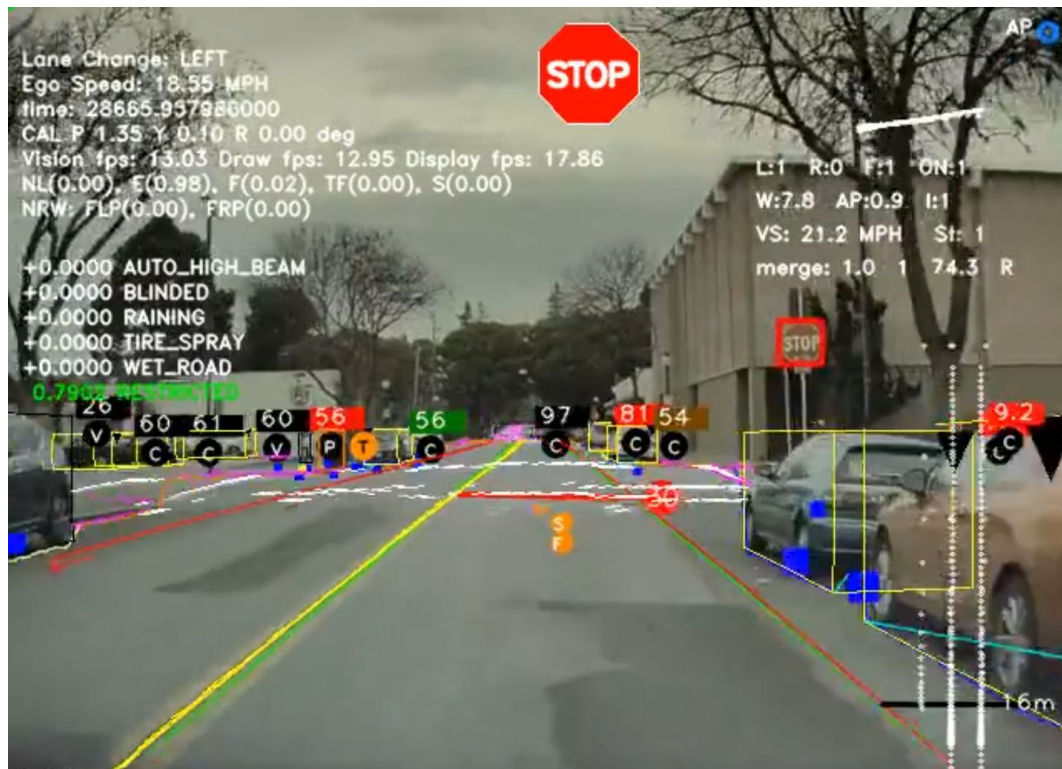 AP
STOP
Lane Change: LEFT
Ego Speed: 18.55 MPH
time: 28665.957986000
CAL P 1.35 Y 0.10 R 0.00 deg
Vision fps: 13.03 Draw fps: 12.95 Display fps: 17.86
NL(0.00), E(0.98), F(0.02), TF(0.00), S(0.00)
NRW: FLP(0.00), FRP(0.00)
L:1 R:0 F:1 ON:1
W:7.8 AP:0.9 I:1
VS: 21.2 MPH St: 1
merge: 1.0 1 74.3 R
+0.0000 AUTO_HIGH_BEAM
+0.0000 BLINDED
+0.0000 RAINING
+0.0000 TIRE_SPRAY
+0.0000 WET_ROAD
0.7902 RESTRICTED
STOP
26 60 61 60 56 56 97 81 54 9.2
V C C V P T C C C C C
30
S
F
16m